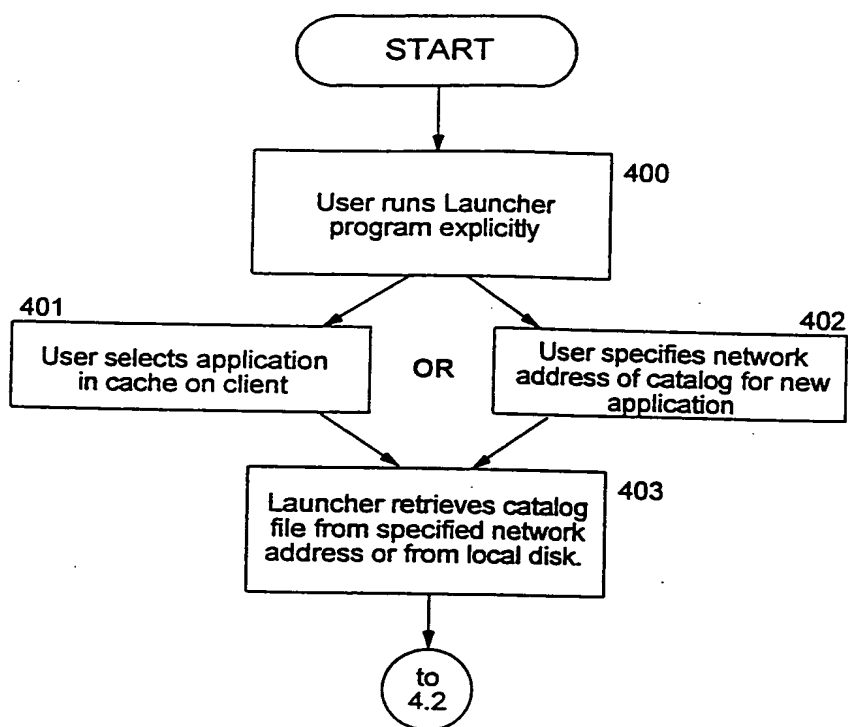 START
400
User runs Launcher
program explicitly
401
User selects application
in cache on client
OR
402
User specifies network
address of catalog for new
application
403
Launcher retrieves catalog
file from specified network
address or from local disk.
to
4.2